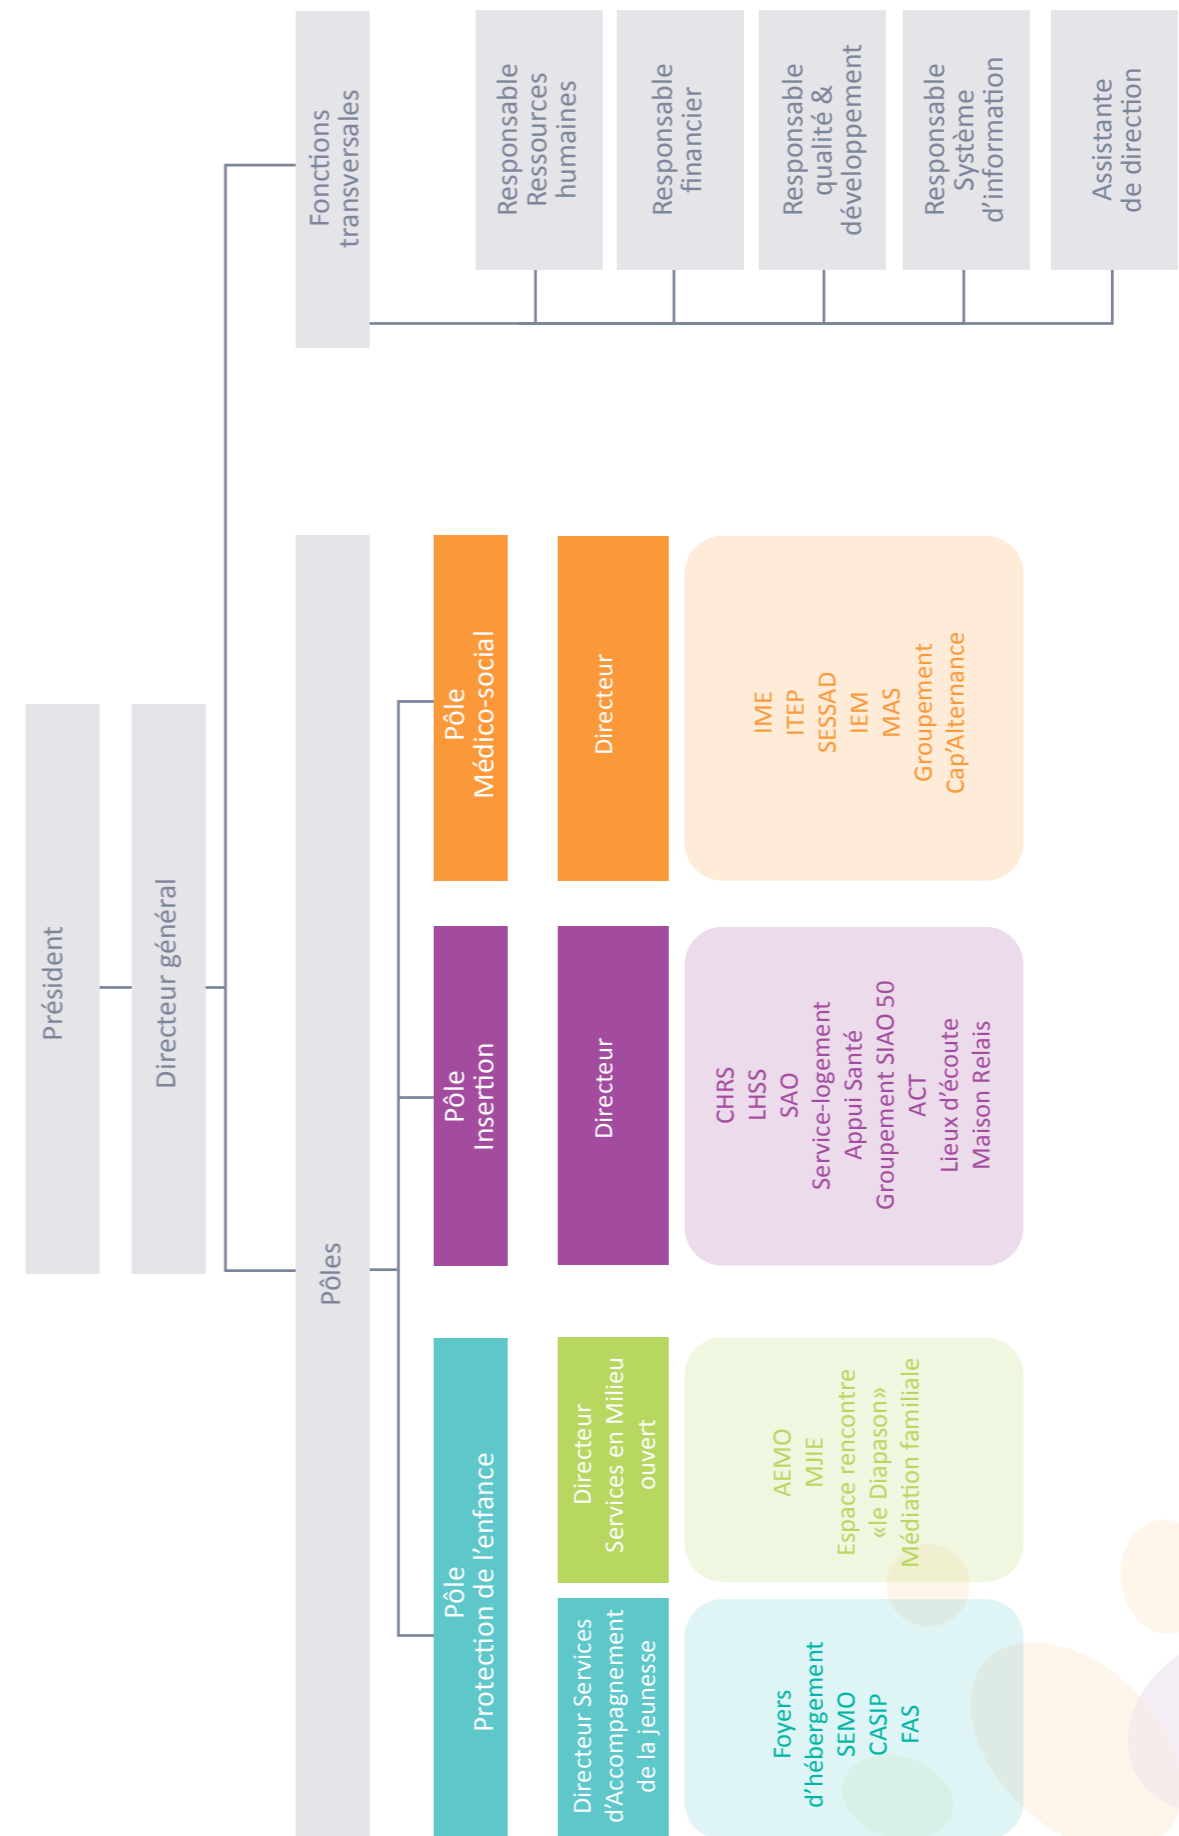 Président
Directeur général
Pôles
Fonctions
transversales
Pôle
Protection de l'enfance
Pôle
Insertion
Pôle
Médico-social
Directeur Services
d'Accompagnement
de la jeunesse
Directeur
Services en Milieu
ouvert
Directeur
Directeur
Foyers
d'hébergement
SEMO
CASIP
FAS
AEMO
MJIE
Espace rencontre
«le Diapason»
Médiation familiale
CHRS
LHSS
SAO
Service-logement
Appui Santé
Groupement SIAO 50
ACT
Lieux d'écoute
Maison Relais
IME
ITEP
SESSAD
IEM
MAS
Groupement
Cap'Alternance
Responsable
Ressources
humaines
Responsable
financier
Responsable
qualité &
développement
Responsable
Système
d'information
Assistante
de direction